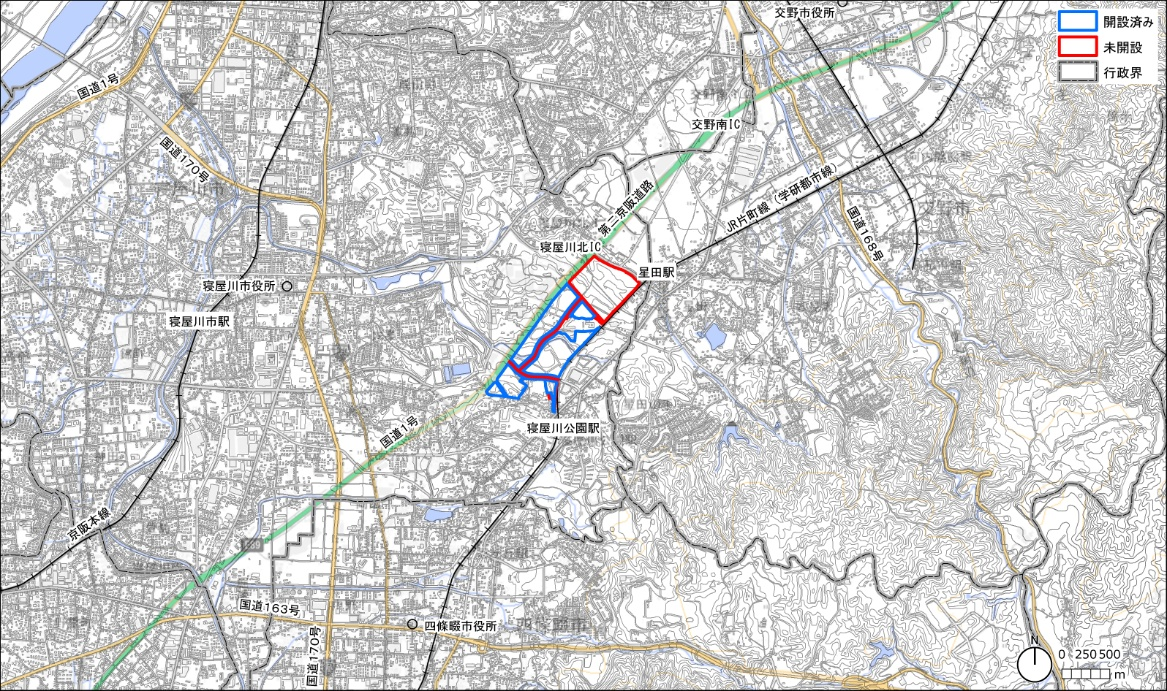 交野市役所
開設済み
未開設
行政界
国道1号
交野南IC
国道170号
第二京阪道路
JR片町線（学研都市線）
国道168号
寝屋川北IC
星田駅
寝屋川市役所
寝屋川市駅
国道1号
寝屋川公園駅
京阪本線
国道163号
四條畷市役所
四條畷市
国道170号
N
0 250 500
m